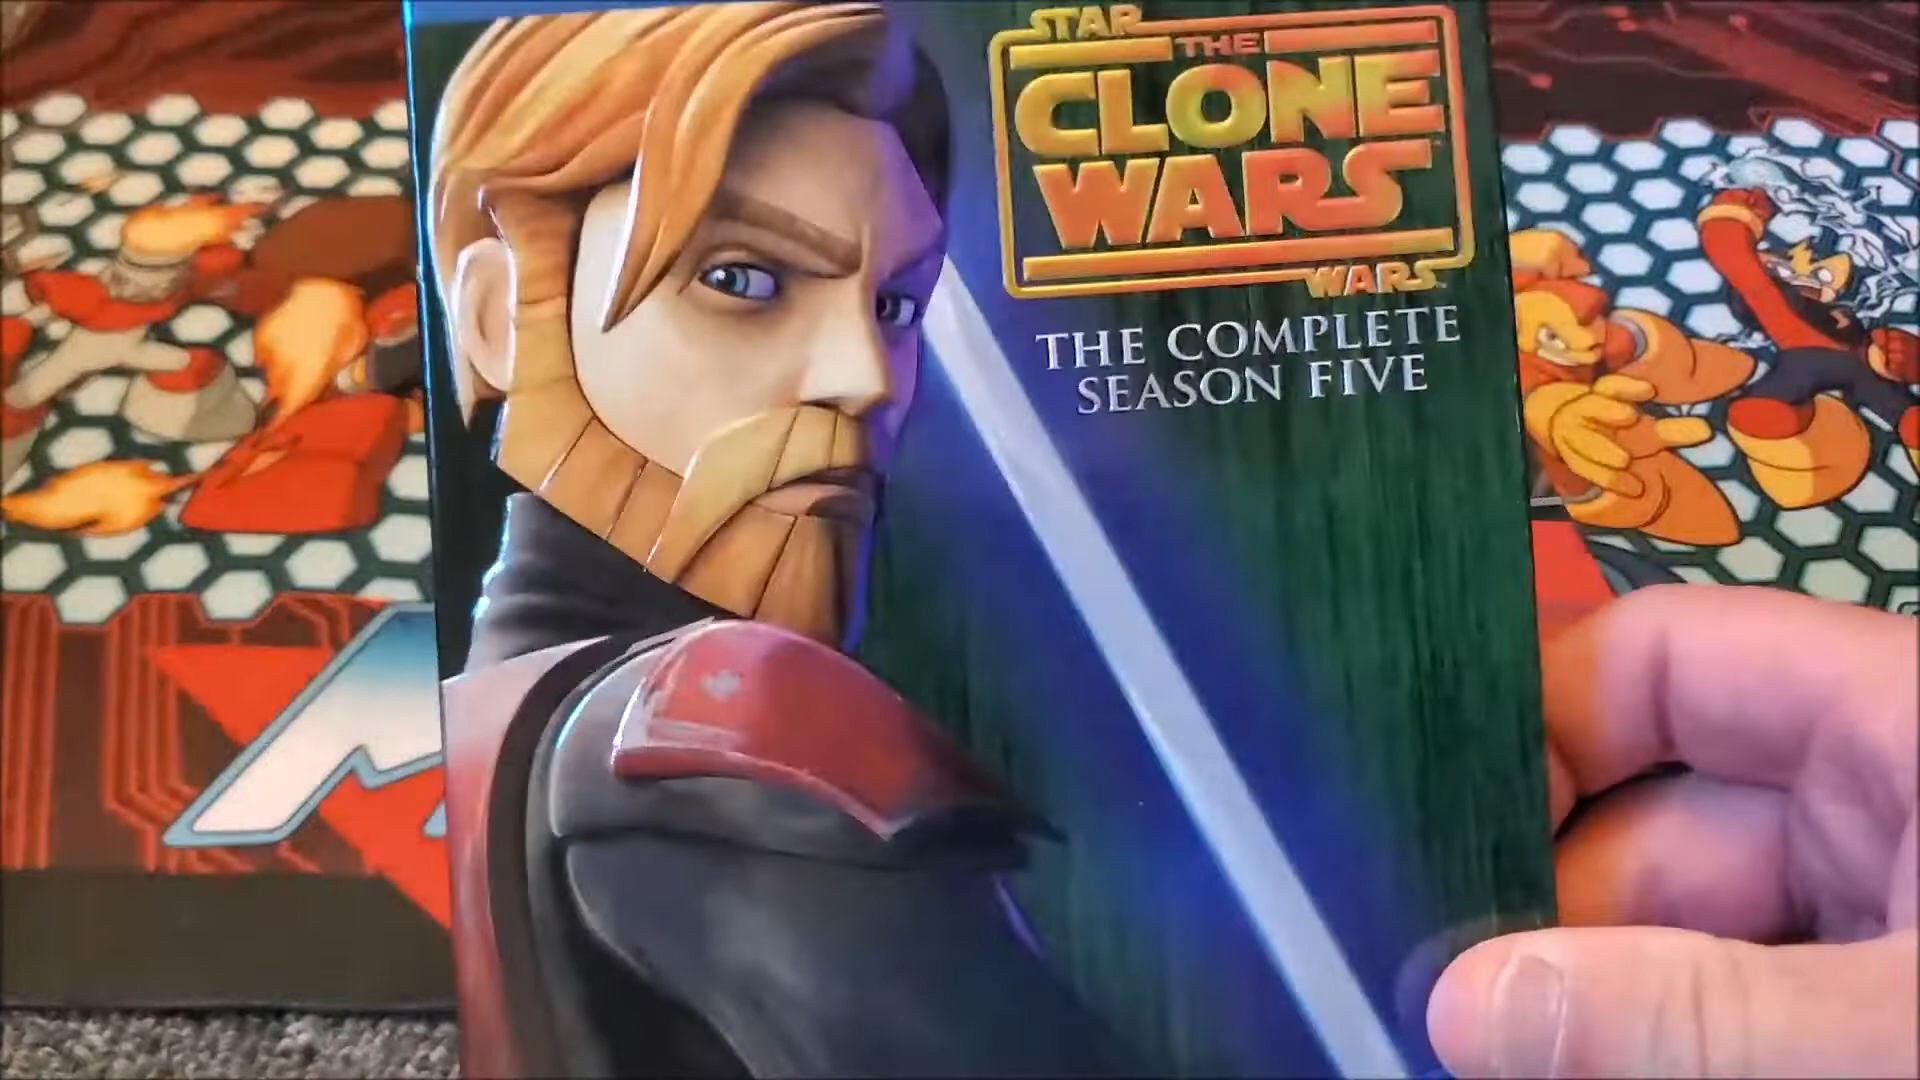 STAR
THE
CLONE
WARS
WARS
THE COMPLETE
SEASON FIVE
M